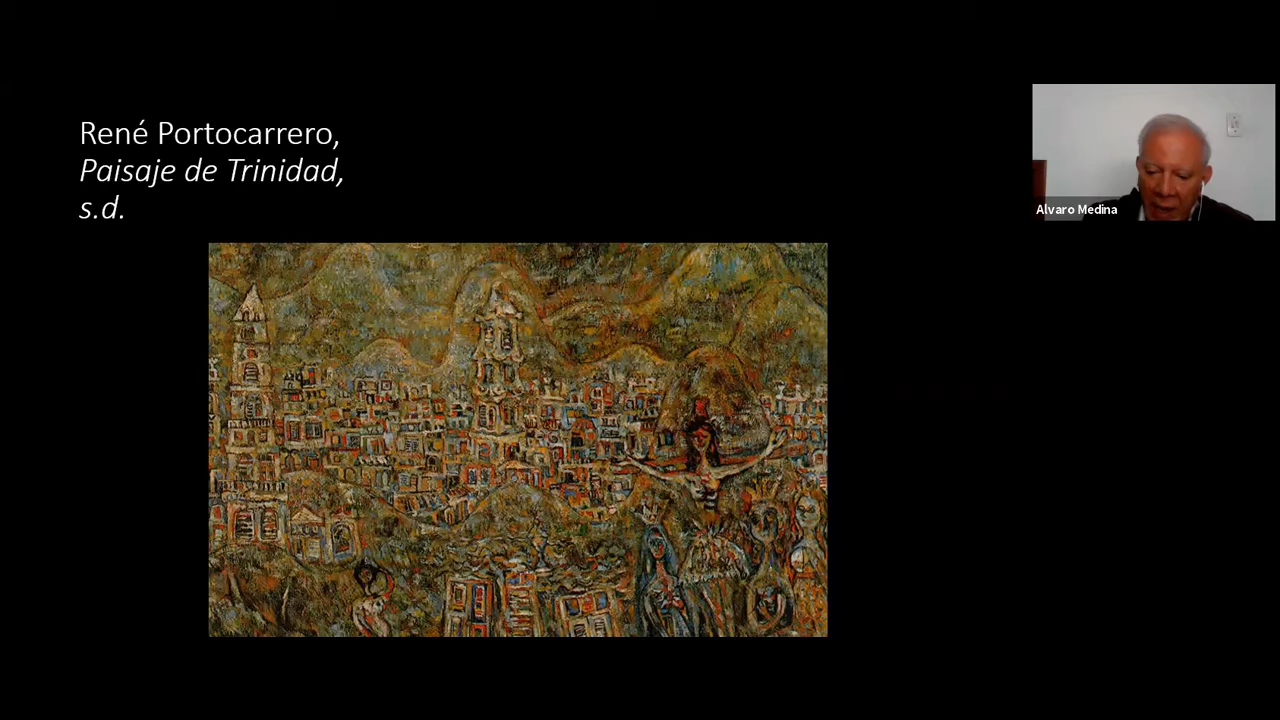 René Portocarrero,
Paisaje de Trinidad,
s.d.
Alvaro Medina